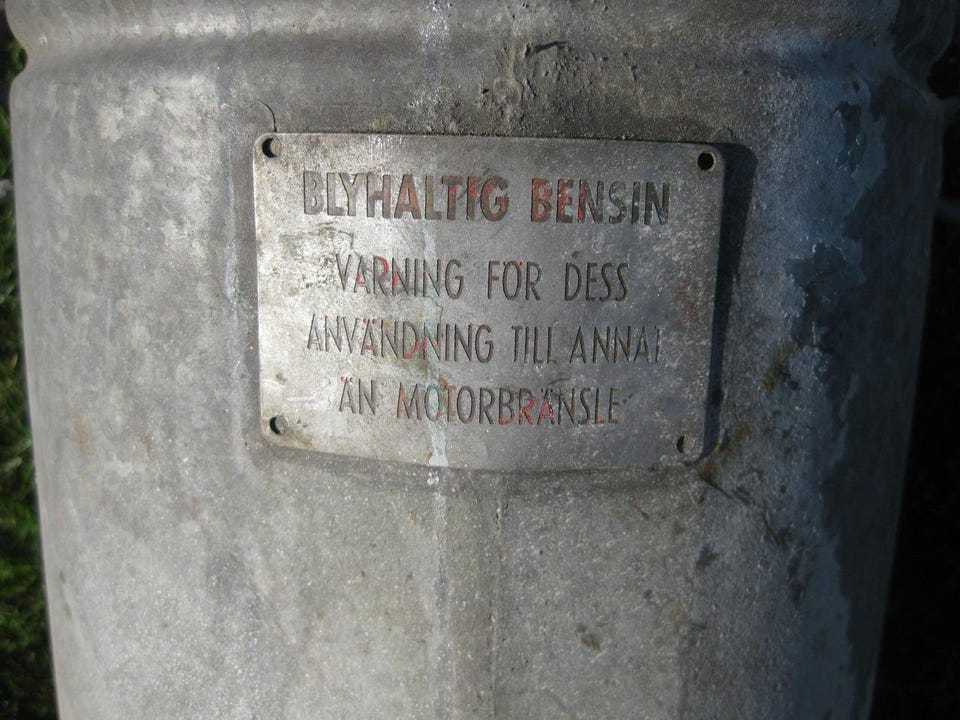 BLYHALTIG BENSIN
VARNING FÖR DESS
ANVÄNDNING TILL ANNAT
ÄN MOTORBRÄNSLE